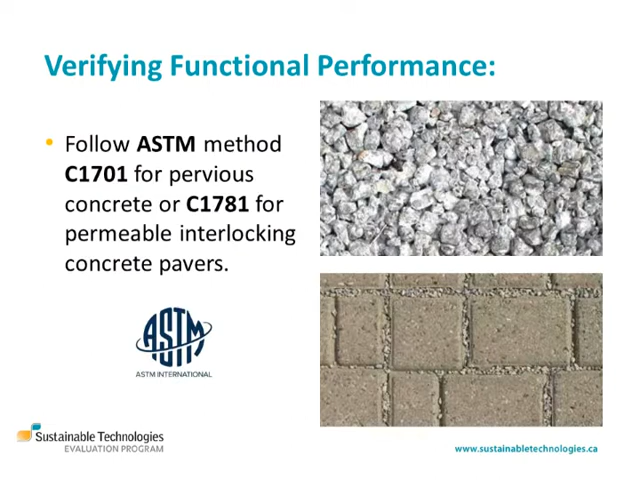 Verifying Functional Performance:
• Follow ASTM method
C1701 for pervious
concrete or C1781 for
permeable interlocking
concrete pavers.
ASTM
ASTM INTERNATIONAL
Sustainable Technologies
EVALUATION PROGRAM
www.sustainabletechnologies.ca